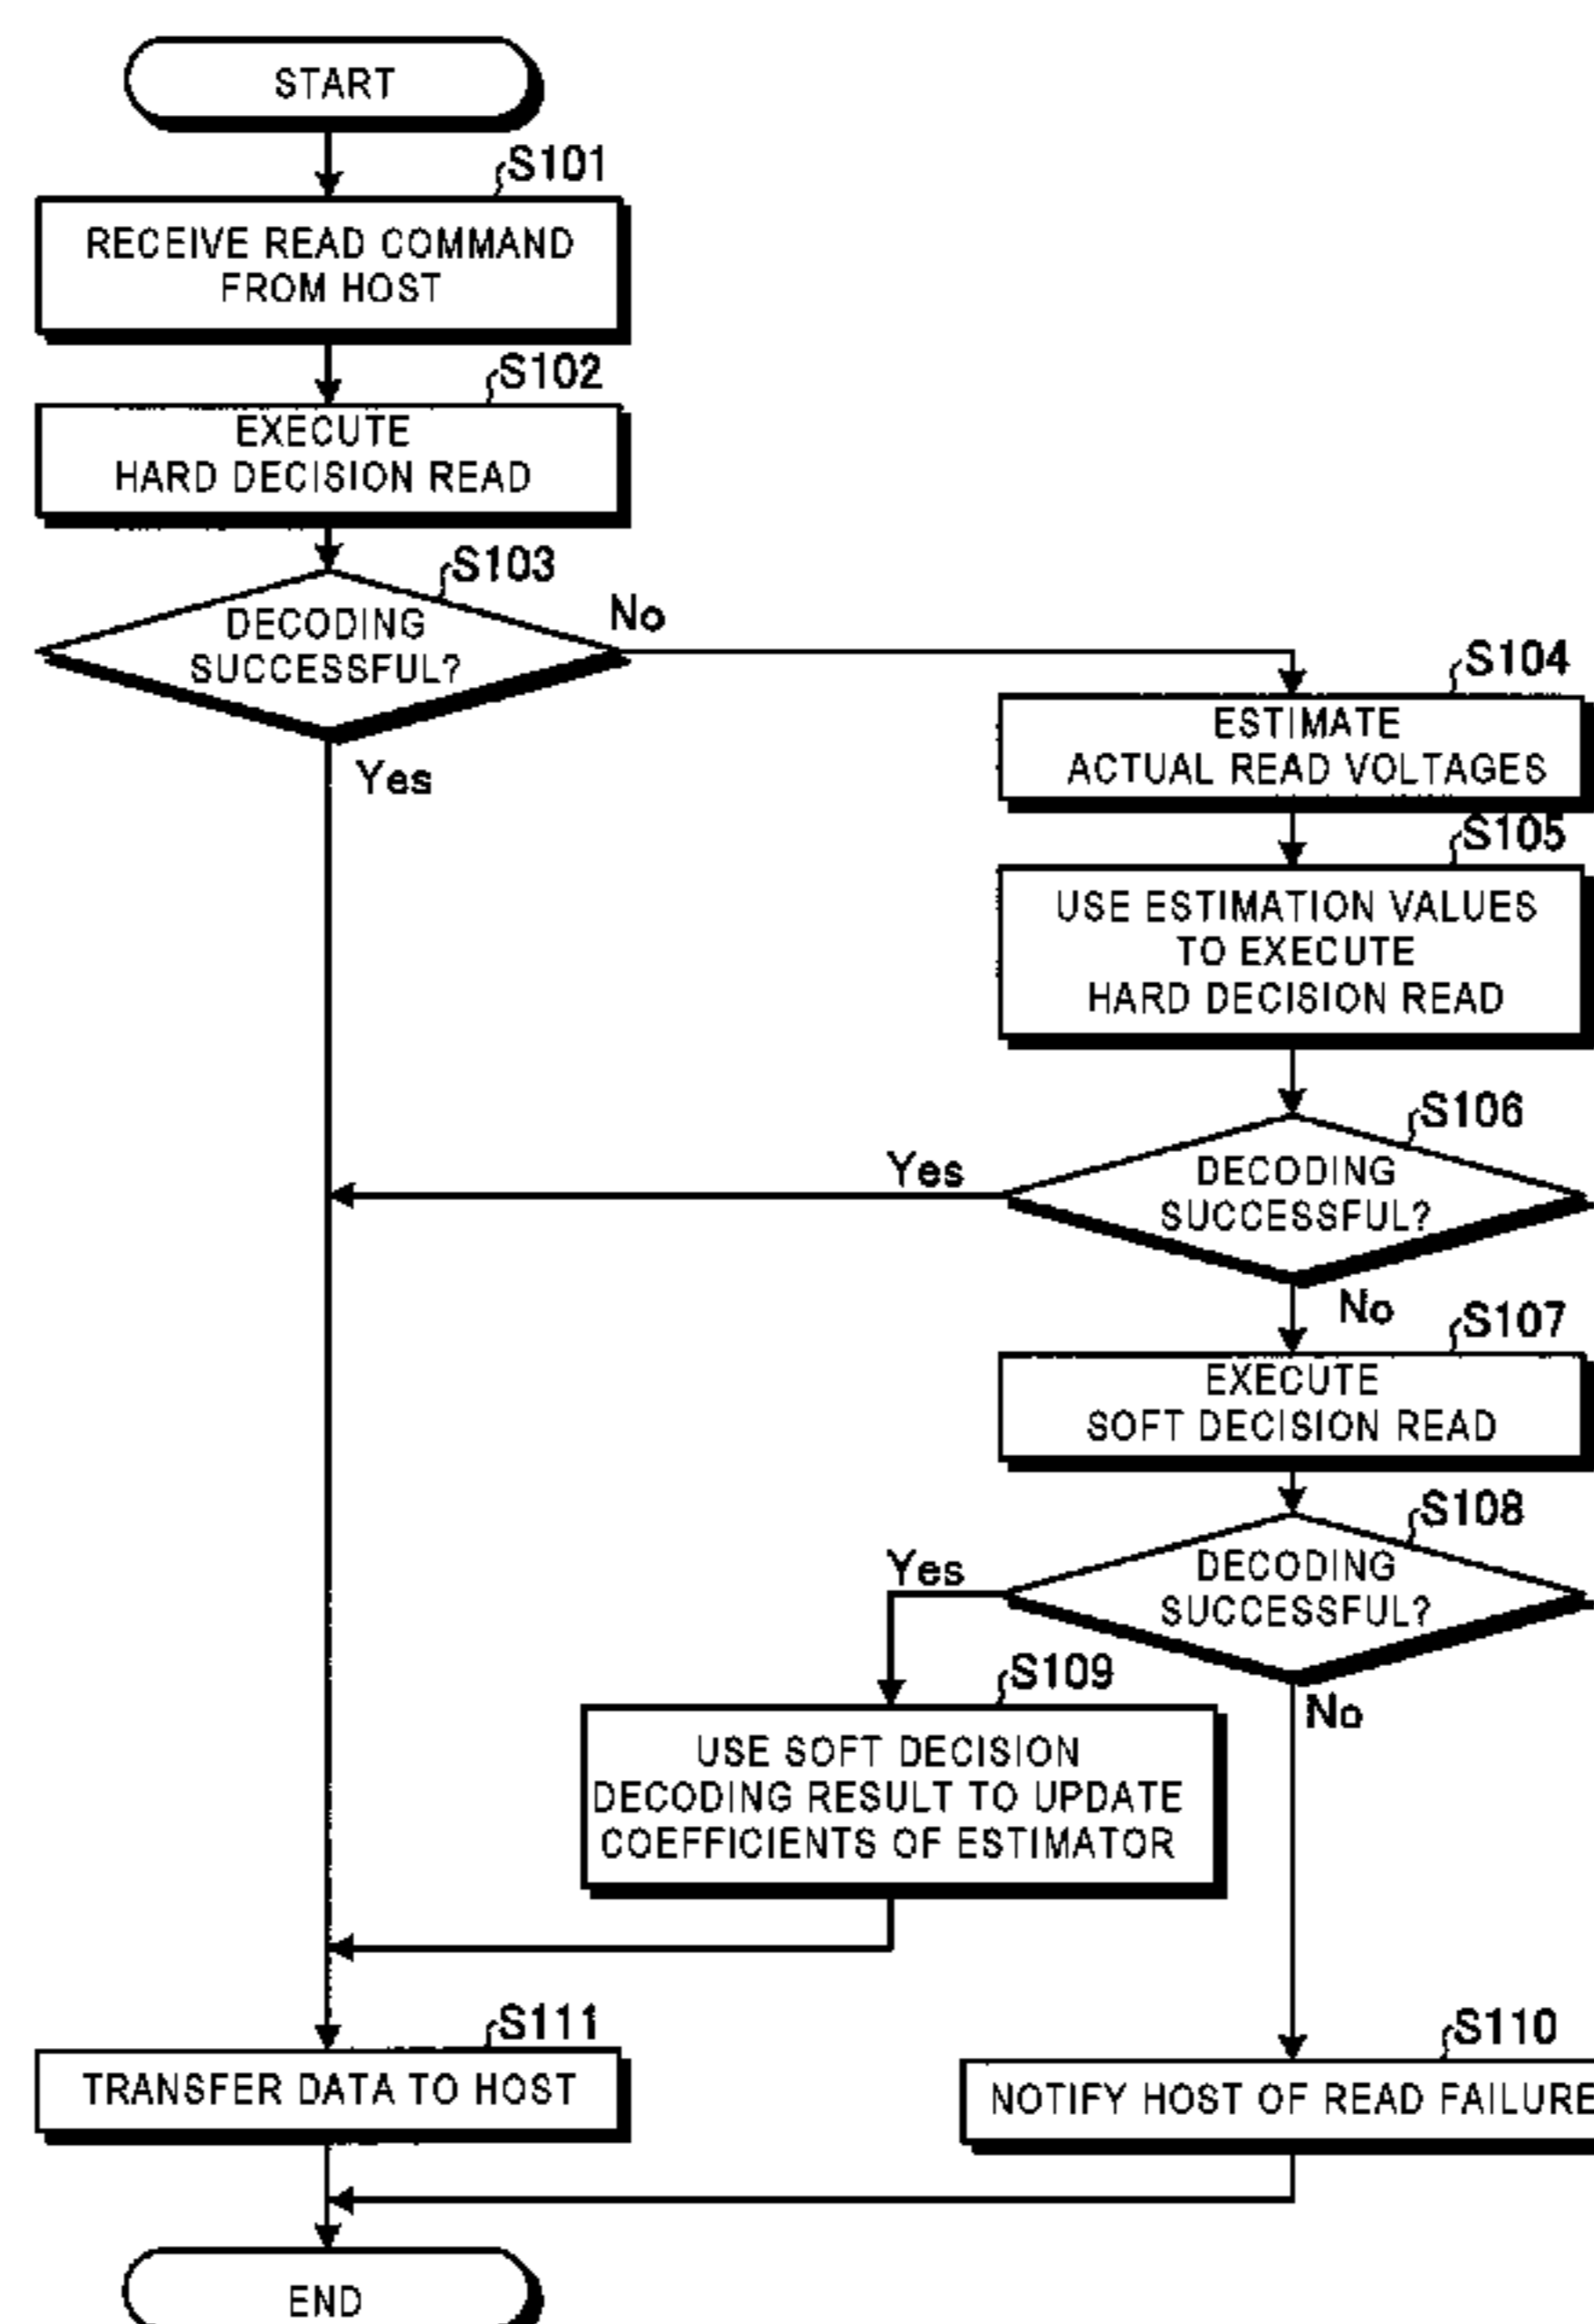 START
S101
RECEIVE READ COMMAND
FROM HOST
S102
EXECUTE
HARD DECISION READ
S103
DECODING
SUCCESSFUL?
No
Yes
S104
ESTIMATE
ACTUAL READ VOLTAGES
S105
USE ESTIMATION VALUES
TO EXECUTE
HARD DECISION READ
S106
DECODING
SUCCESSFUL?
Yes
No
S107
EXECUTE
SOFT DECISION READ
S108
DECODING
SUCCESSFUL?
Yes
No
S109
USE SOFT DECISION
DECODING RESULT TO UPDATE
COEFFICIENTS OF ESTIMATOR
S111
TRANSFER DATA TO HOST
S110
NOTIFY HOST OF READ FAILURE
END